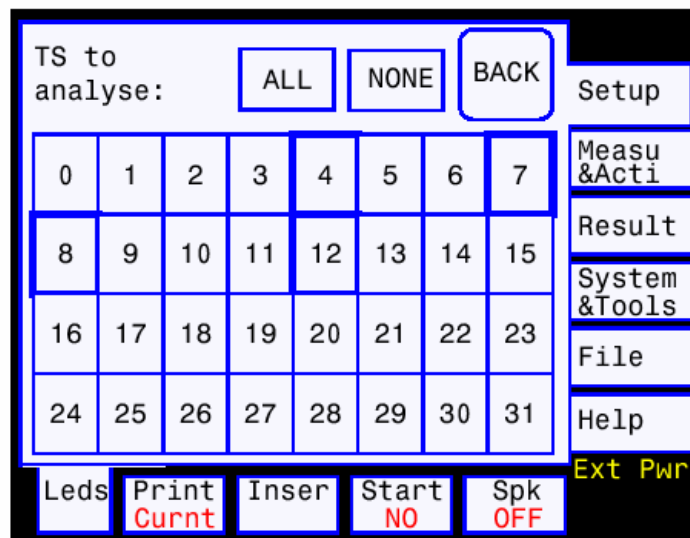 TS to
analyse:
ALL
NONE
BACK
0 1 2 3 4 5 6 7
8 9 10 11 12 13 14 15
16 17 18 19 20 21 22 23
24 25 26 27 28 29 30 31
Setup
Measu
&Acti
Result
System
&Tools
File
Help
Ext Pwr
Leds
Print
Curnt
Inser
Start
NO
Spk
OFF